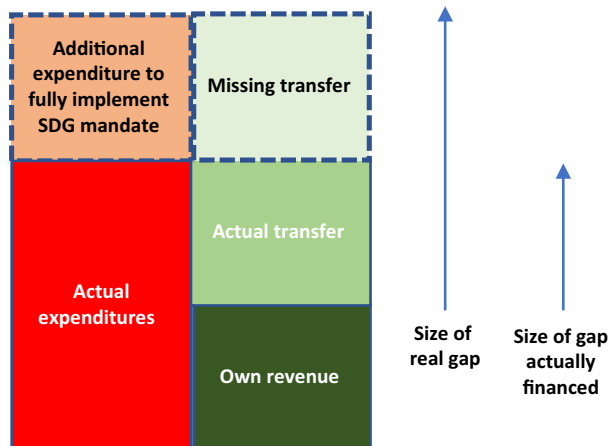 Additional
expenditure to
fully implement
SDG mandate
Missing transfer
Actual transfer
Actual
expenditures
Own revenue
Size of
real gap
Size of gap
actually
financed